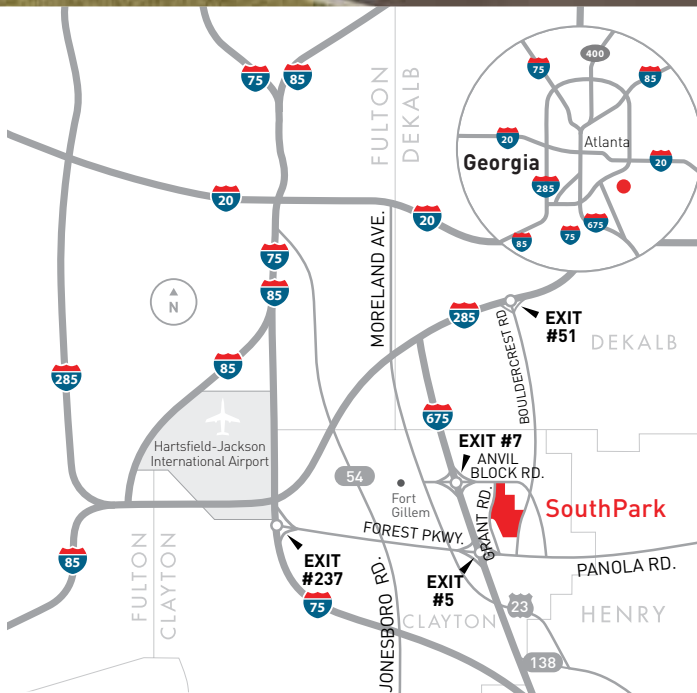 400
75
85
20
Atlanta
20
Georgia
285
675
85
75
75
85
FULTON
DEKALB
20
20
MORELAND AVE.
75
85
N
285
EXIT
#51
BOULDERCREST RD.
DEKALB
285
85
675
Hartsfield-Jackson
International Airport
EXIT #7
ANVIL
BLOCK RD.
54
Fort
Gillem
GRANT RD.
SouthPark
FOREST PKWY.
EXIT
#237
EXIT
#5
PANOLA RD.
85
FULTON
CLAYTON
75
JONESBORO RD.
CLAYTON
23
HENRY
138